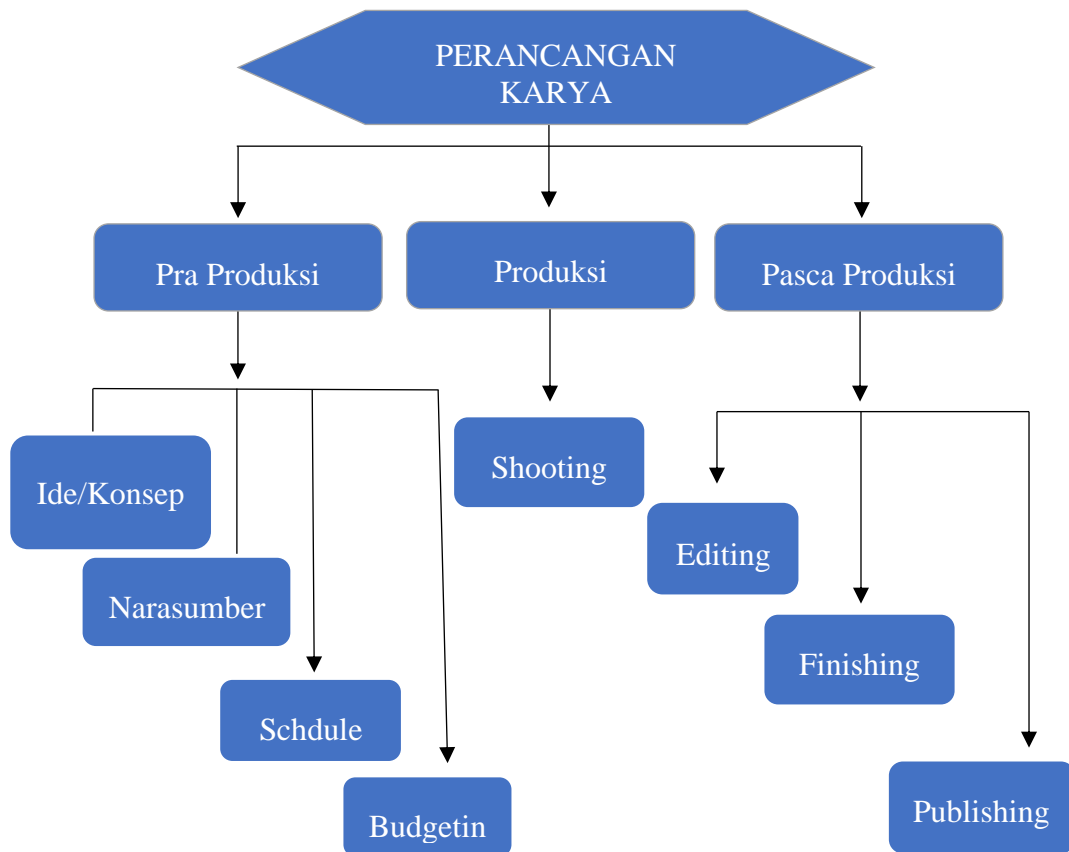 PERANCANGAN
KARYA
Pra Produksi
Produksi
Pasca Produksi
Ide/Konsep
Narasumber
Schdule
Budgetin
Shooting
Editing
Finishing
Publishing